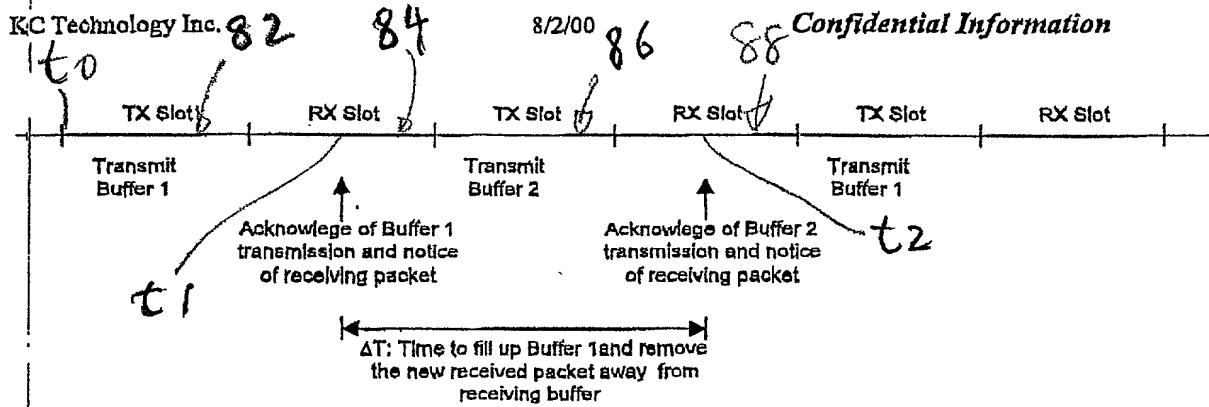 KC Technology Inc. 82 84 8/2/00 86 88 Confidential Information
t0
TX Slot RX Slot TX Slot RX Slot TX Slot RX Slot
Transmit
Buffer 1
Transmit
Buffer 2
Transmit
Buffer 1
Acknowlege of Buffer 1
transmission and notice
of receiving packet
Acknowlege of Buffer 2
transmission and notice
of receiving packet
t1
t2
ΔT: Time to fill up Buffer 1and remove
the new received packet away from
receiving buffer